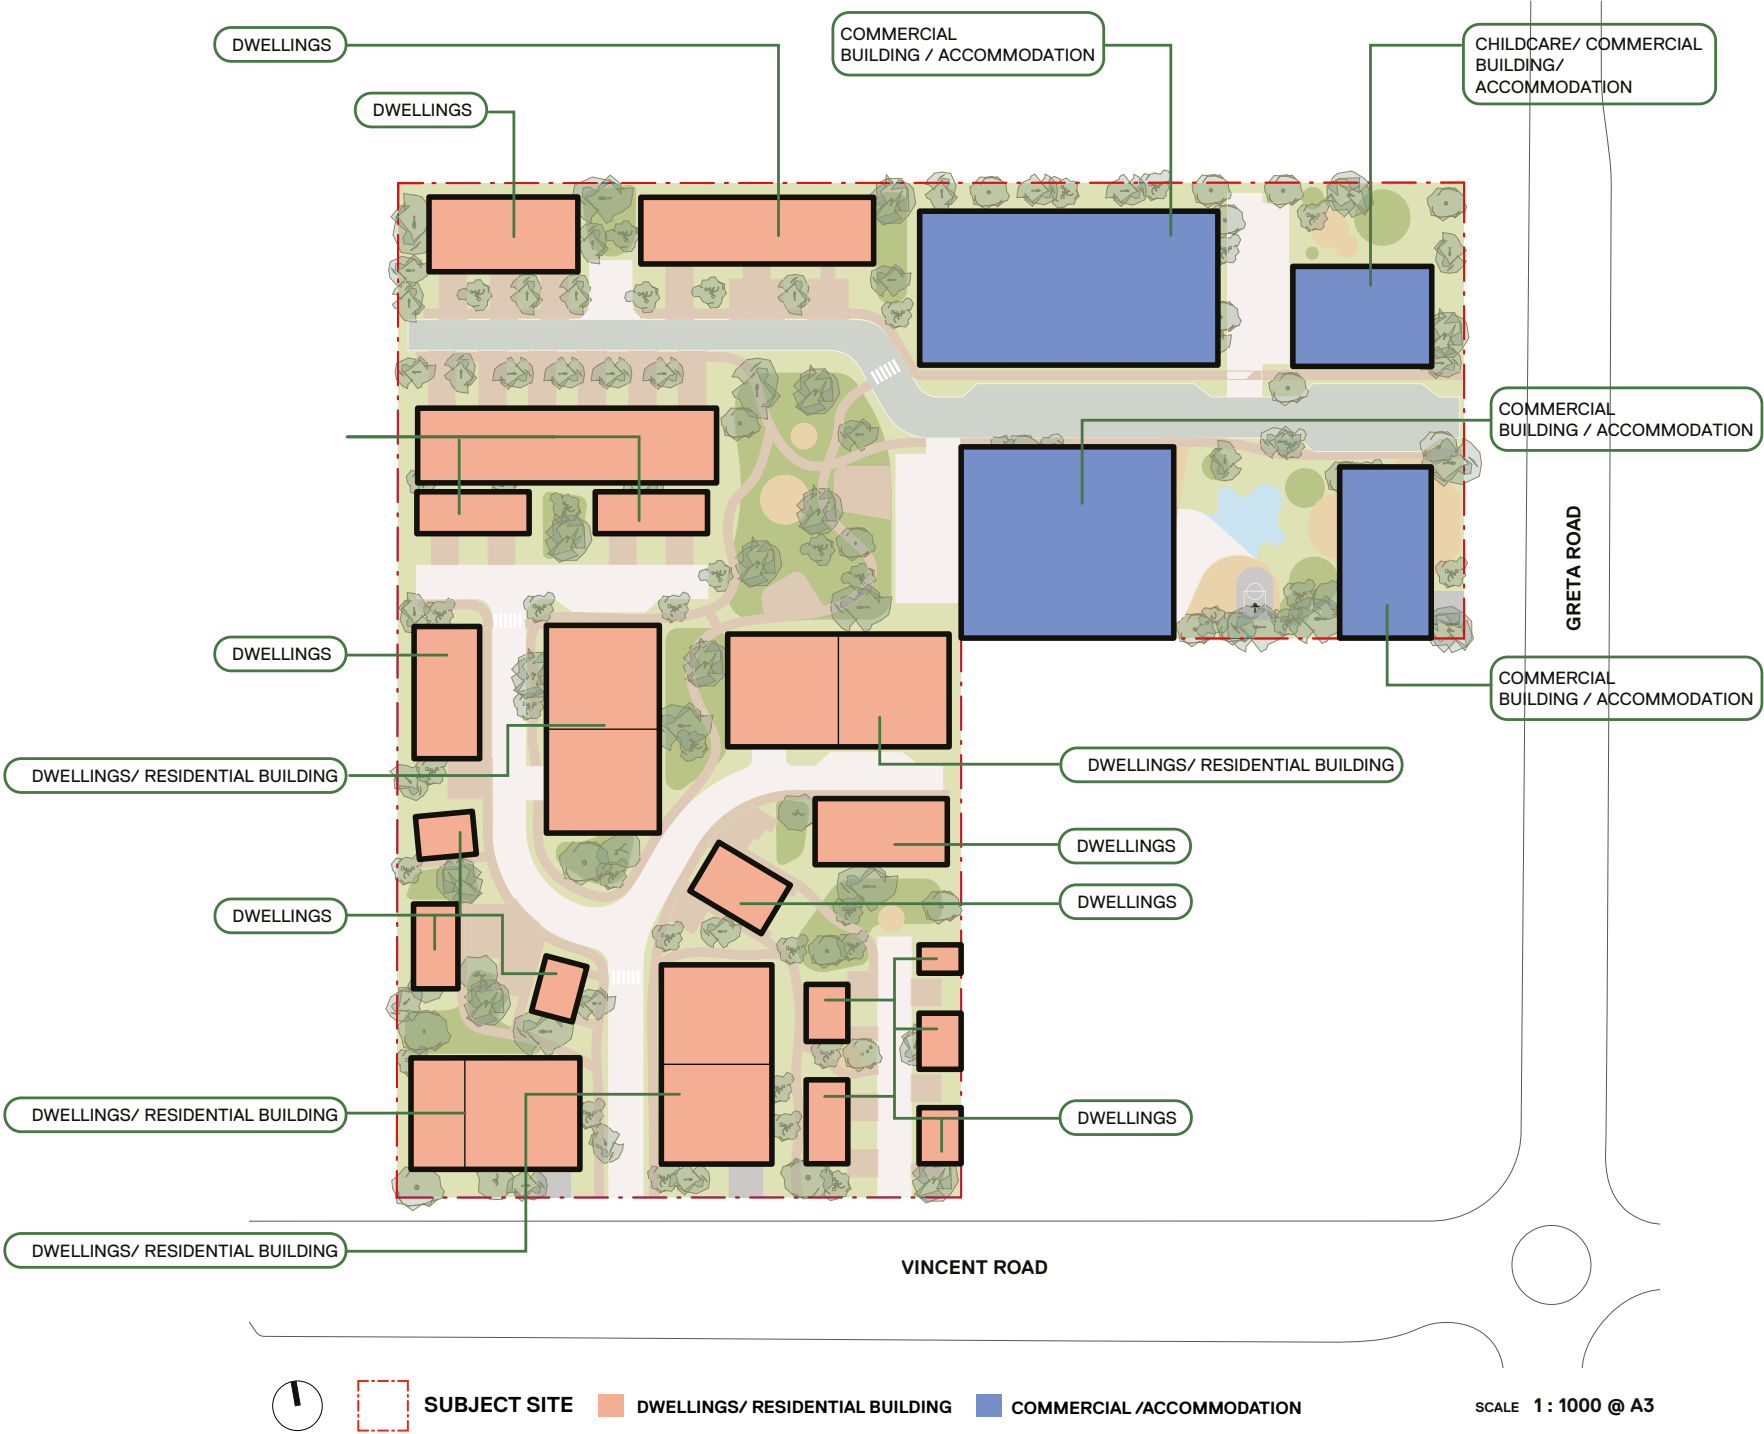 DWELLINGS
COMMERCIAL
BUILDING / ACCOMMODATION
CHILDCARE/ COMMERCIAL
BUILDING/
ACCOMMODATION
DWELLINGS
COMMERCIAL
BUILDING / ACCOMMODATION
GRETA ROAD
DWELLINGS
COMMERCIAL
BUILDING / ACCOMMODATION
DWELLINGS/ RESIDENTIAL BUILDING
DWELLINGS/ RESIDENTIAL BUILDING
DWELLINGS
DWELLINGS
DWELLINGS
DWELLINGS/ RESIDENTIAL BUILDING
DWELLINGS
DWELLINGS/ RESIDENTIAL BUILDING
VINCENT ROAD
SUBJECT SITE
DWELLINGS/ RESIDENTIAL BUILDING
COMMERCIAL /ACCOMMODATION
SCALE 1 : 1000 @ A3